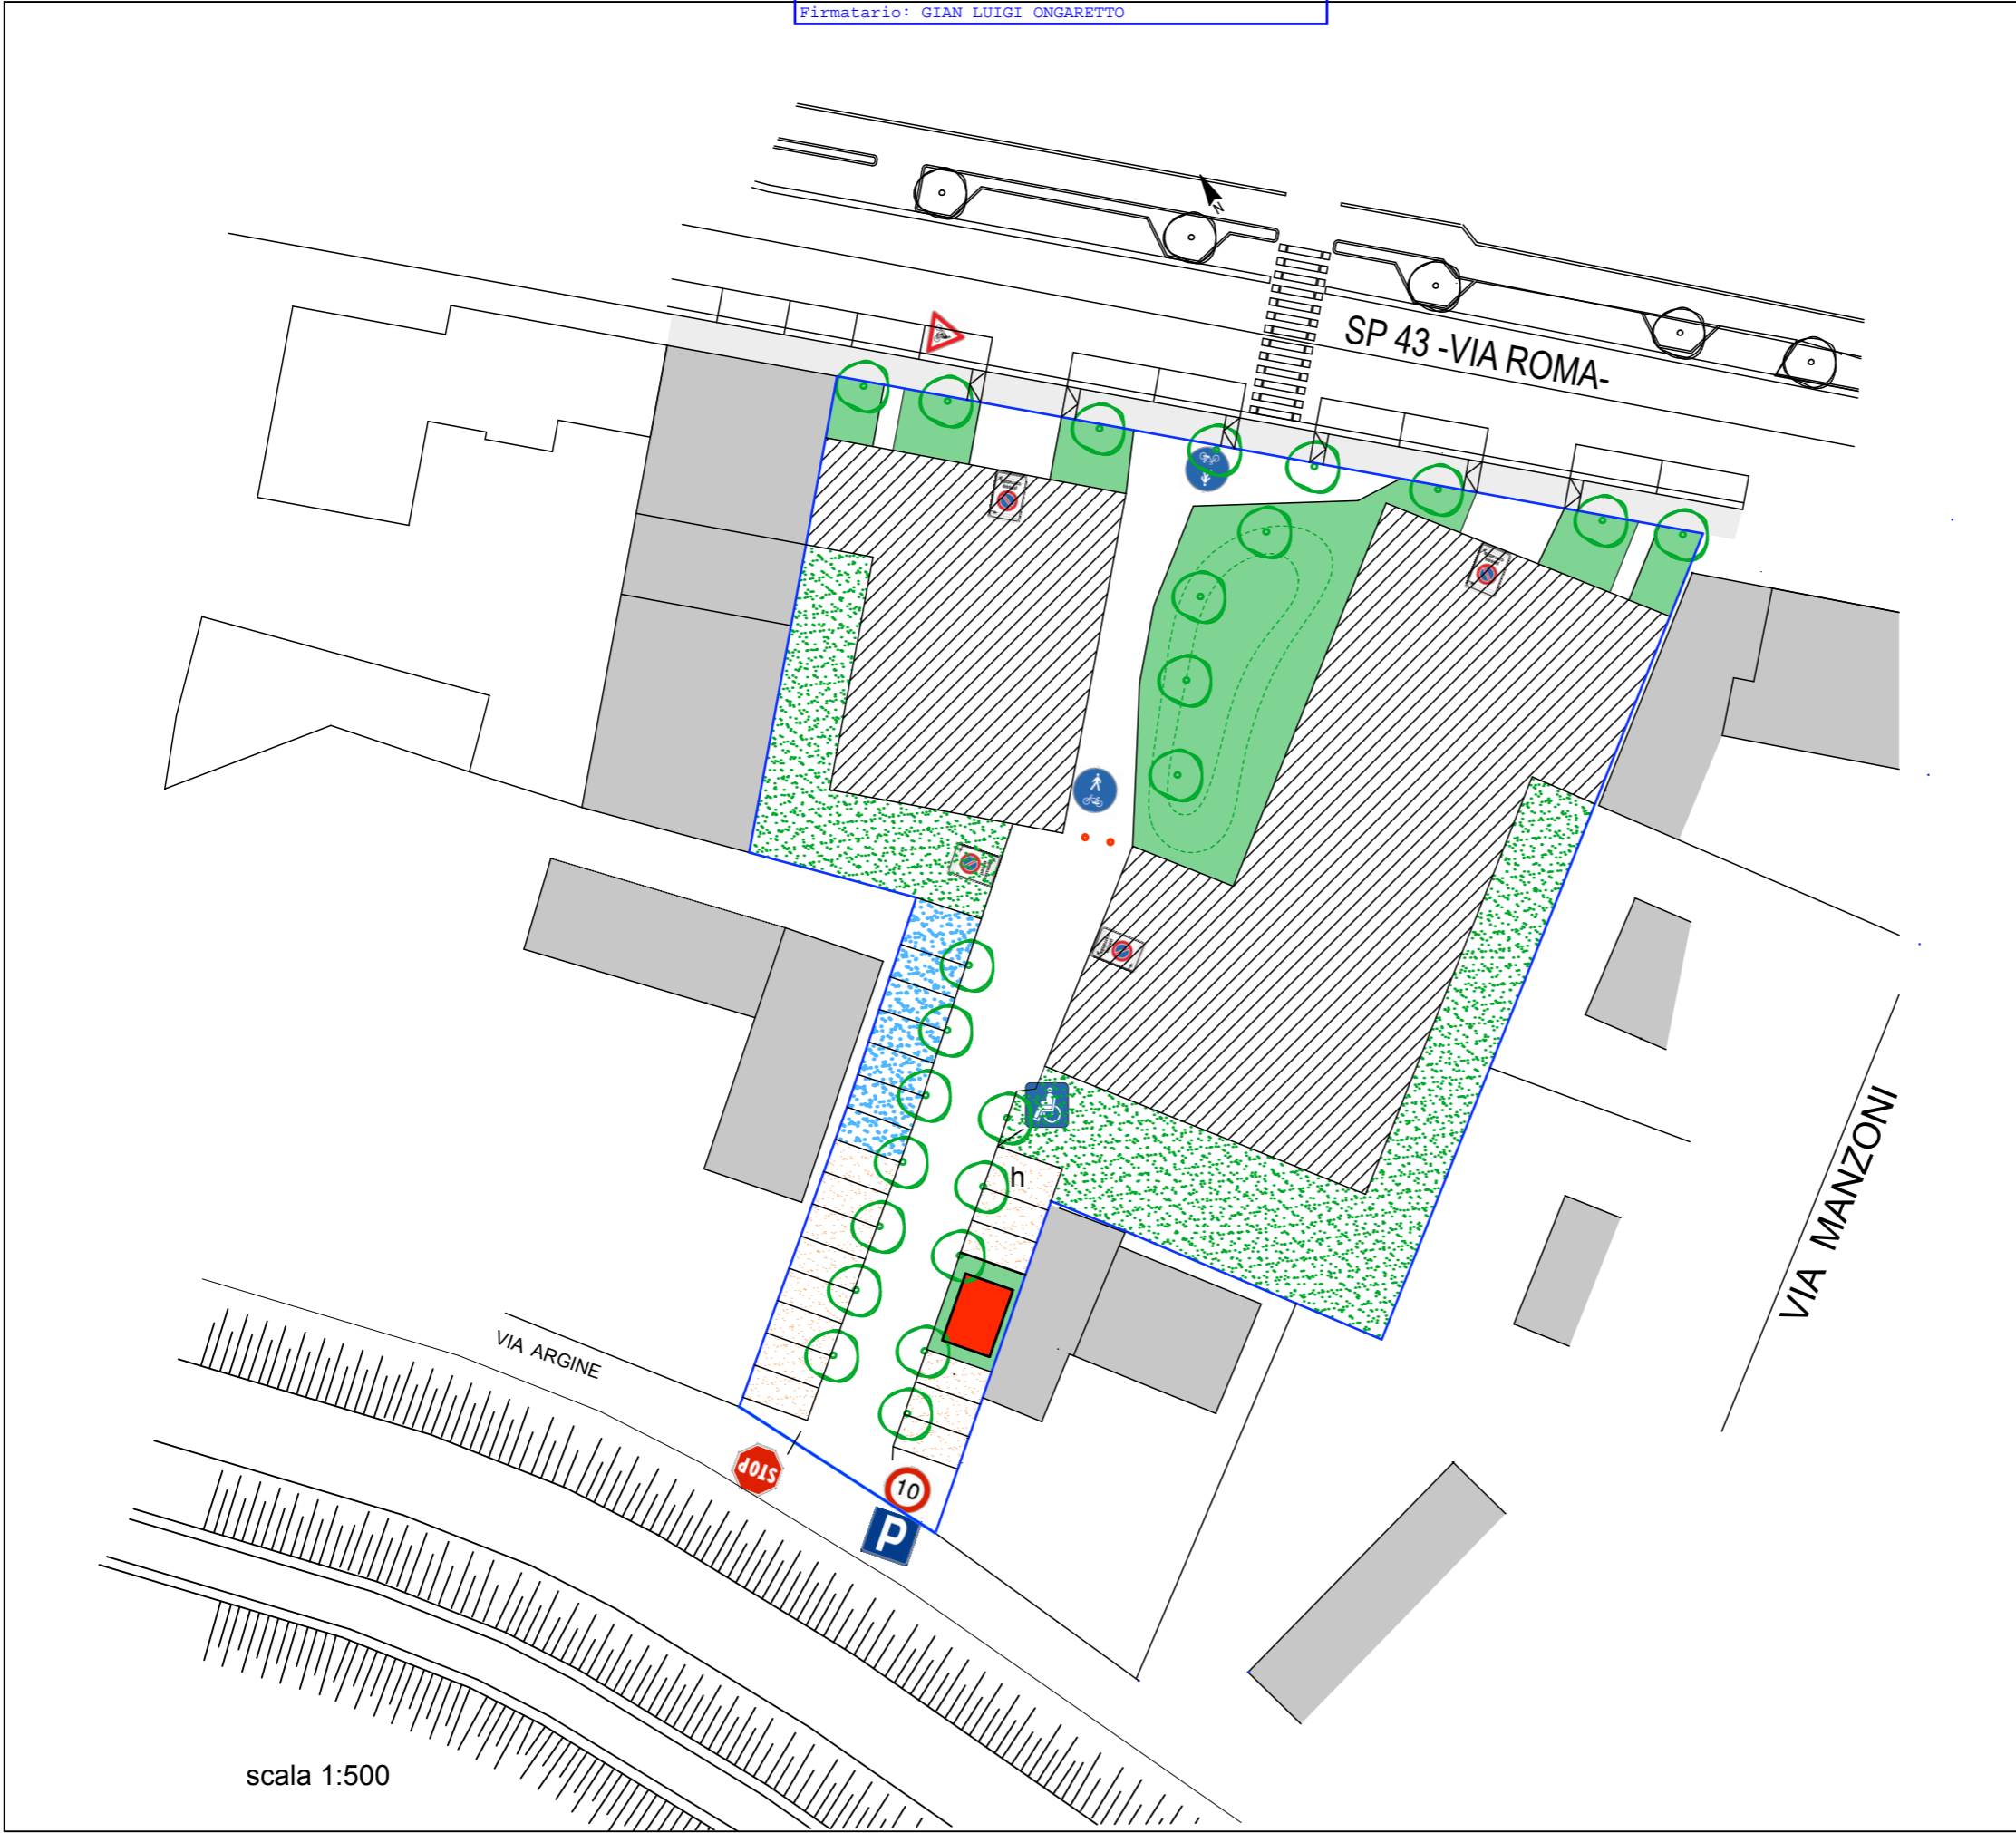 Firmatario: GIAN LUIGI ONGARETTO
N
SP 43 -VIA ROMA-
h
VIA MANZONI
VIA ARGINE
STOP
10
P
scala 1:500